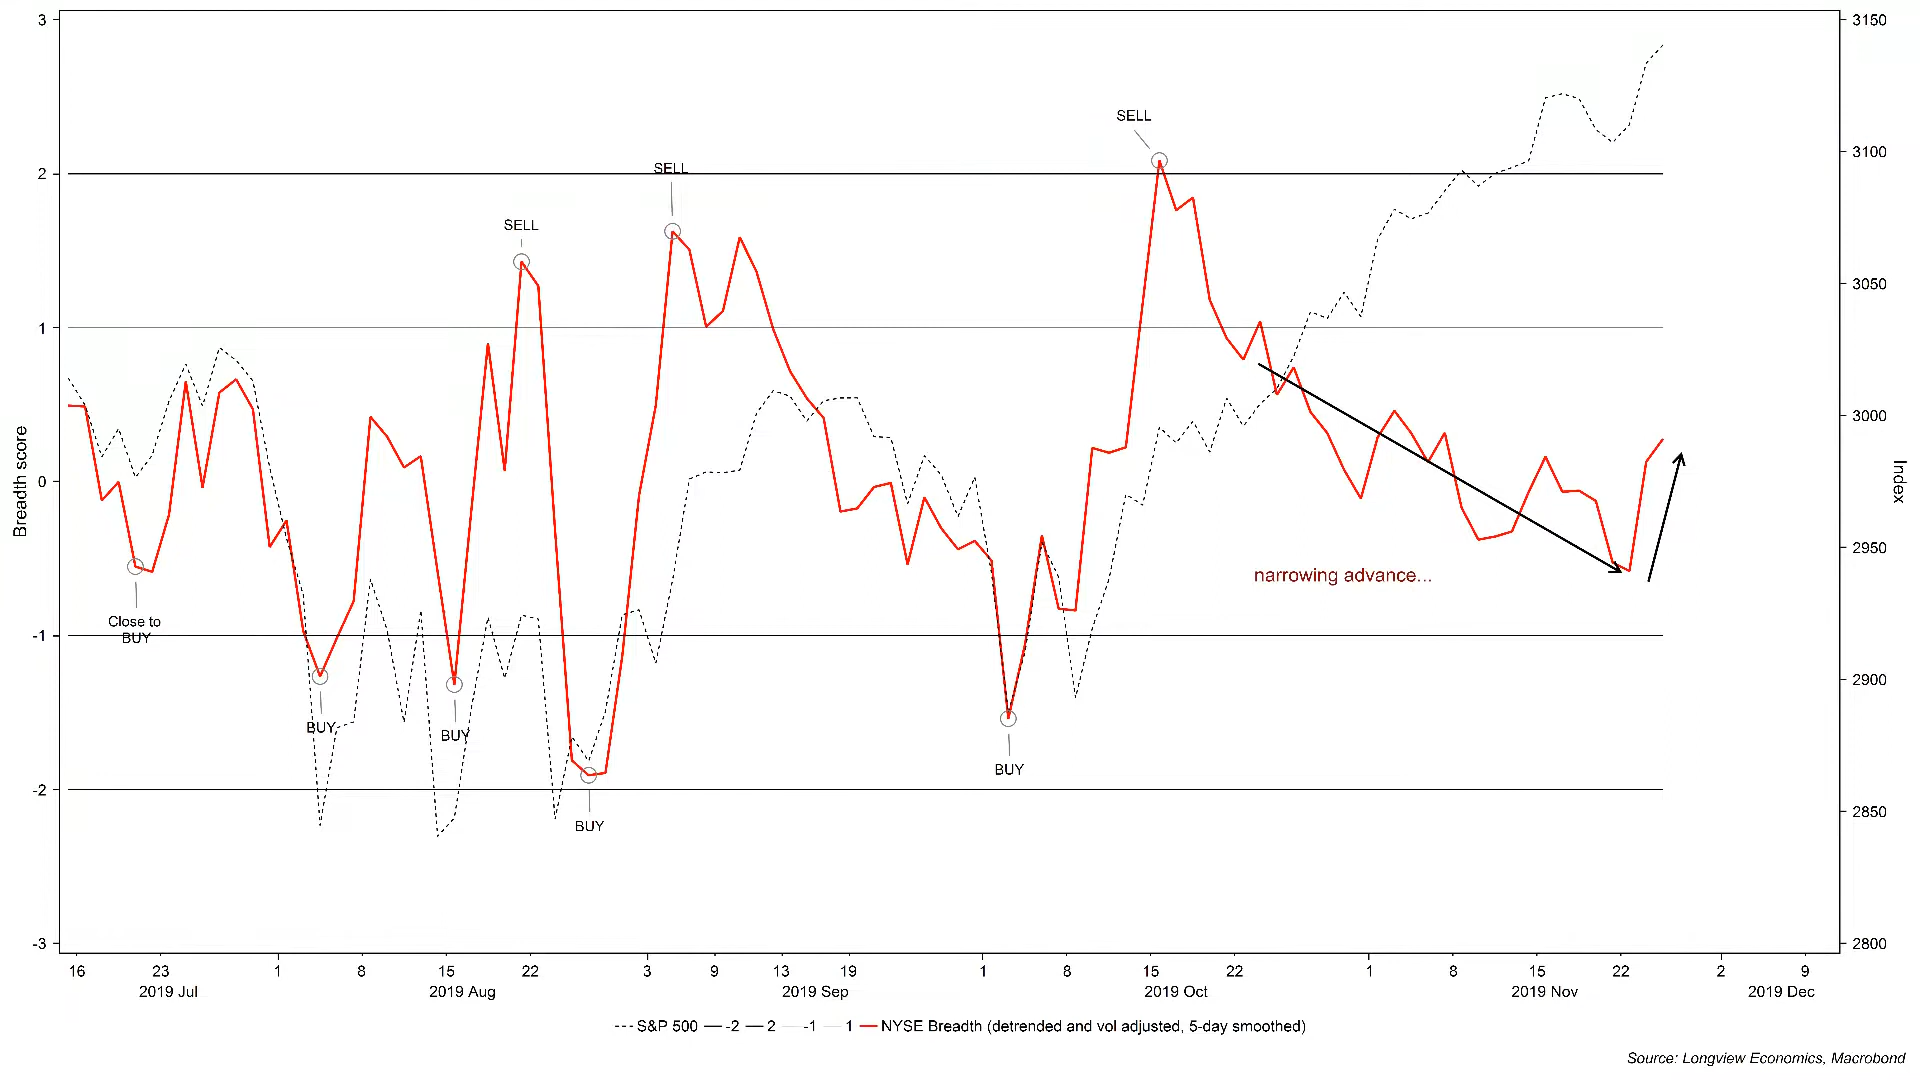 3
2
1
0
-1
-2
-3
Breadth score
3150
3100
3050
3000
2950
2900
2850
2800
Index
SELL
SELL
SELL
Close to
BUY
BUY
BUY
BUY
BUY
narrowing advance...
16 23 1 8 15 22 3 9 13 19 1 8 15 22 1 8 15 22 2 9
2019 Jul 2019 Aug 2019 Sep 2019 Oct 2019 Nov 2019 Dec
S&P 500 -2 2 -1 1 NYSE Breadth (detrended and vol adjusted, 5-day smoothed)
Source: Longview Economics, Macrobond